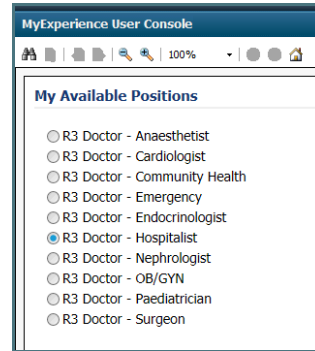 MyExperience User Console
100%
My Available Positions
R3 Doctor - Anaesthetist
R3 Doctor - Cardiologist
R3 Doctor - Community Health
R3 Doctor - Emergency
R3 Doctor - Endocrinologist
R3 Doctor - Hospitalist
R3 Doctor - Nephrologist
R3 Doctor - OB/GYN
R3 Doctor - Paediatrician
R3 Doctor - Surgeon